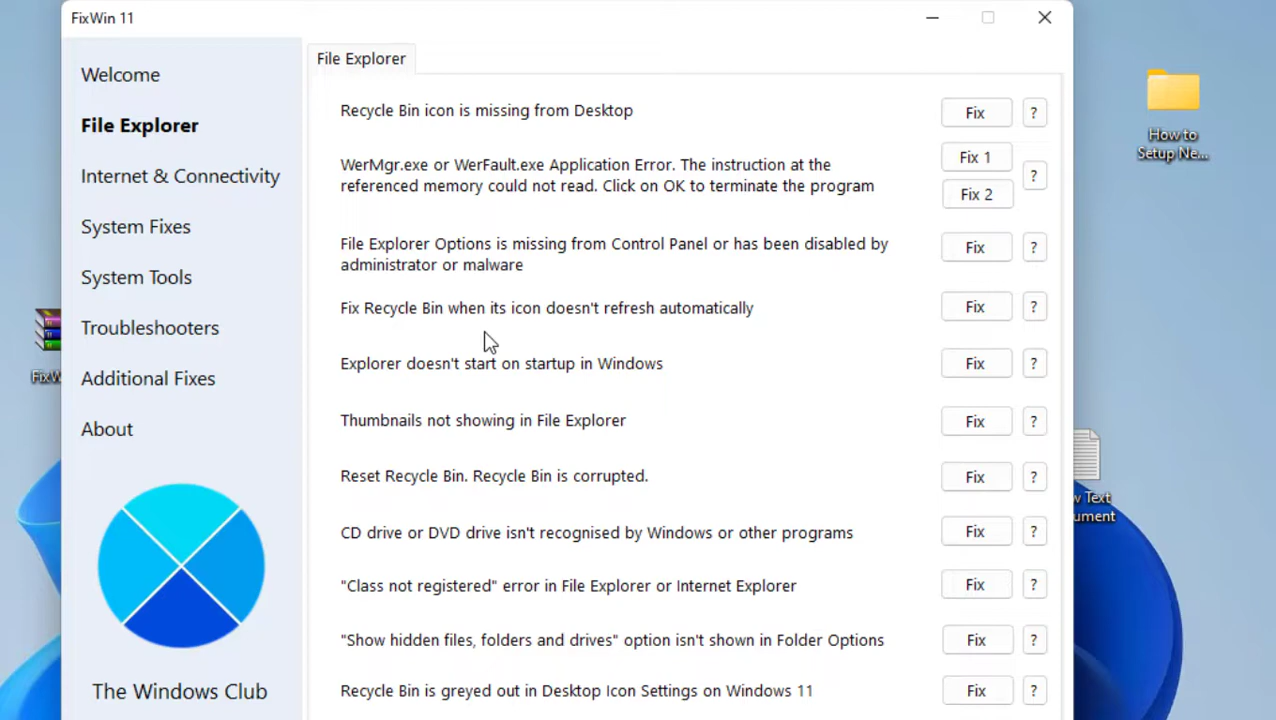 FixWin 11
Welcome
File Explorer
Internet & Connectivity
System Fixes
System Tools
Troubleshooters
Additional Fixes
About
The Windows Club
File Explorer
Recycle Bin icon is missing from Desktop
Fix
?
WerMgr.exe or WerFault.exe Application Error. The instruction at the
referenced memory could not read. Click on OK to terminate the program
Fix 1
Fix 2
?
File Explorer Options is missing from Control Panel or has been disabled by
administrator or malware
Fix
?
Fix Recycle Bin when its icon doesn't refresh automatically
Fix
?
Explorer doesn't start on startup in Windows
Fix
?
Thumbnails not showing in File Explorer
Fix
?
Reset Recycle Bin. Recycle Bin is corrupted.
Fix
?
CD drive or DVD drive isn't recognised by Windows or other programs
Fix
?
"Class not registered" error in File Explorer or Internet Explorer
Fix
?
"Show hidden files, folders and drives" option isn't shown in Folder Options
Fix
?
Recycle Bin is greyed out in Desktop Icon Settings on Windows 11
Fix
?
How to
Setup Ne...
Text